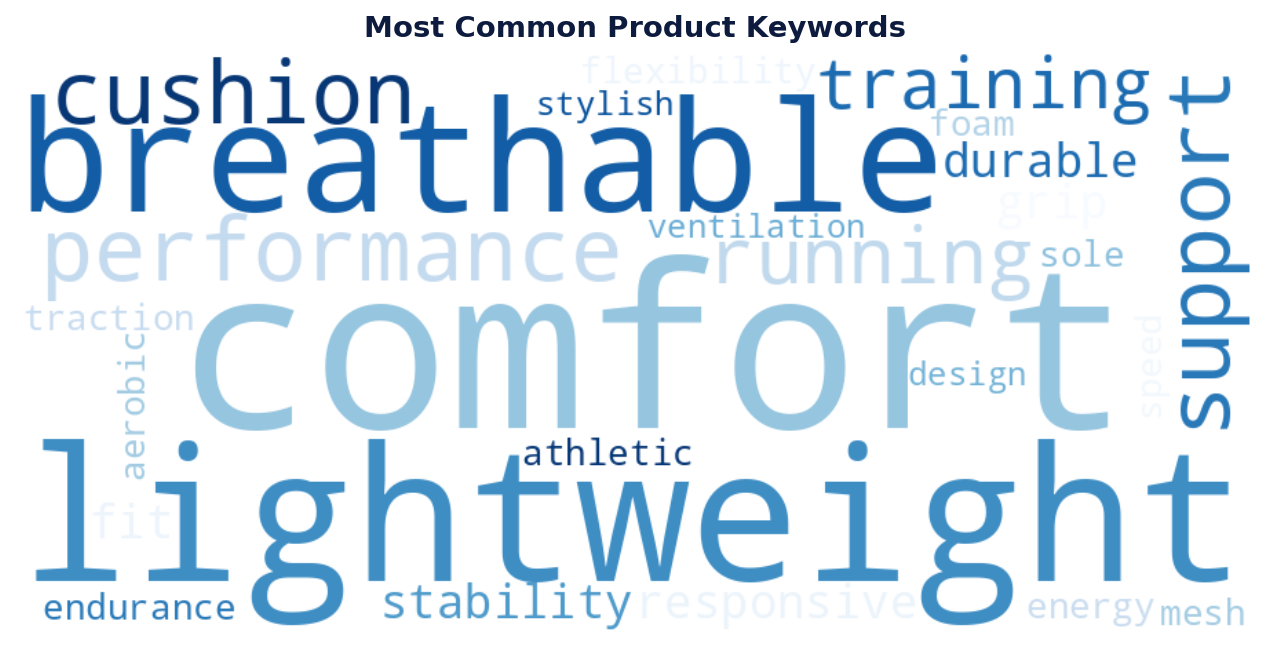 Most Common Product Keywords
cushion
flexibility
training
stylish
breathable
foam
durable
support
grip
performance
ventilation
running
sole
traction
comfort
speed
aerobic
design
lightweight
athletic
fit
endurance
stability
responsive
energy
mesh